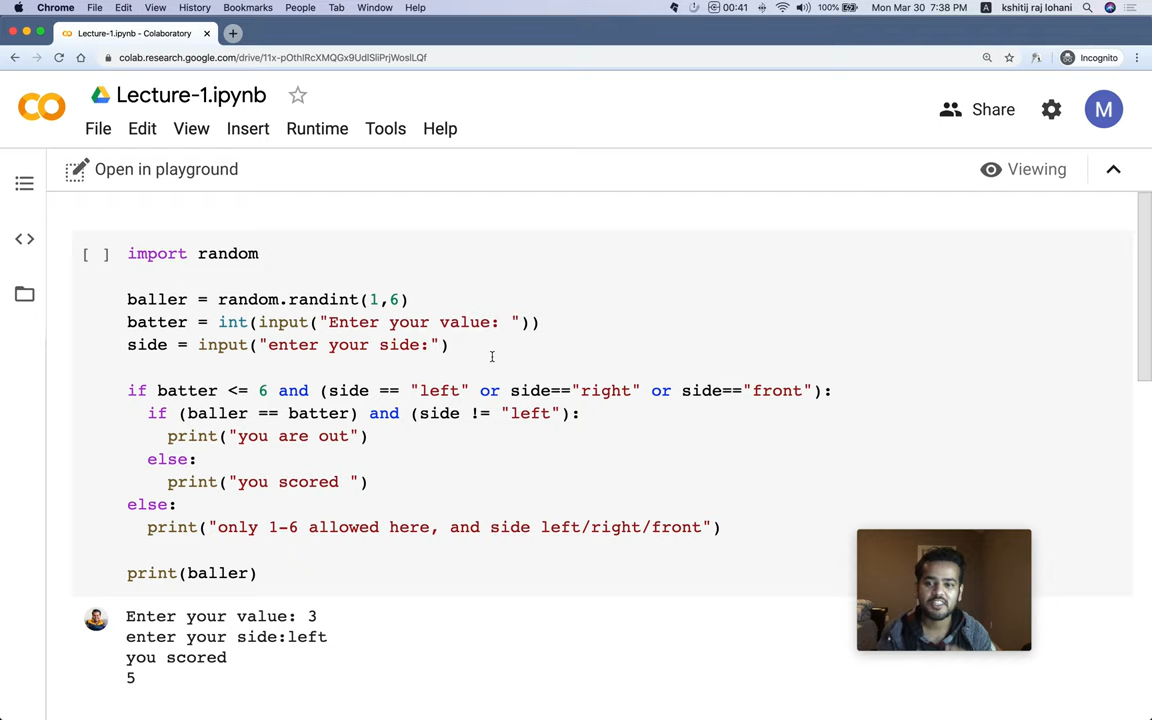 Chrome File Edit View History Bookmarks People Tab Window Help 00:41 100% Mon Mar 30 7:38 PM A kshitij raj lohani
Lecture-1.ipynb - Colaboratory
colab.research.google.com/drive/11x-pOthlRcXMQGx9UdlSliPrjWoslLQf Incognito
CO Lecture-1.ipynb Share M
File Edit View Insert Runtime Tools Help
Open in playground Viewing
[ ] import random
baller = random.randint(1,6)
batter = int(input("Enter your value: "))
side = input("enter your side:")
if batter <= 6 and (side == "left" or side=="right" or side=="front"):
if (baller == batter) and (side != "left"):
print("you are out")
else:
print("you scored ")
else:
print("only 1-6 allowed here, and side left/right/front")
print(baller)
Enter your value: 3
enter your side:left
you scored
5